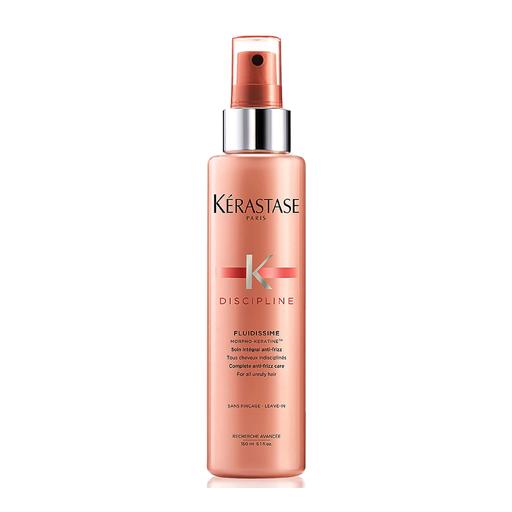 KÉRASTASE
PARIS
K
DISCIPLINE
FLUIDISSIME
MORPHO-KÉRATINE™
Soin intégral anti-frizz
Tous cheveux indisciplinés
Complete anti-frizz care
For all unruly hair
SANS RINÇAGE - LEAVE-IN
RECHERCHE AVANCÉE
150 ml 5.1 fl.oz.